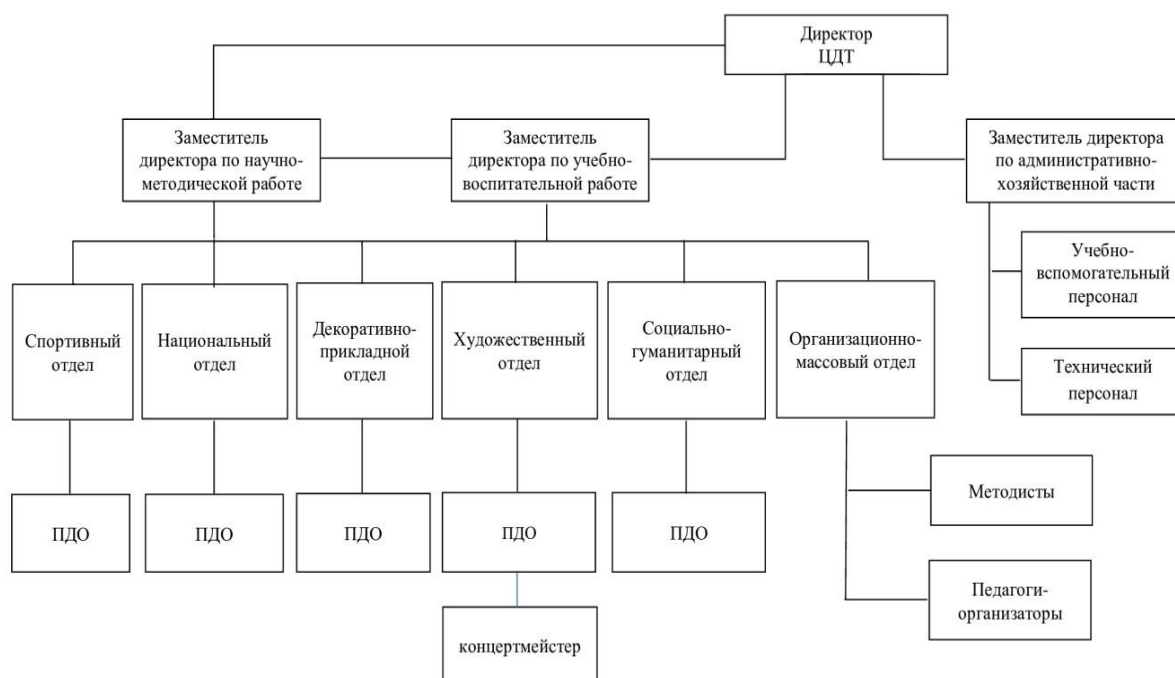 Директор
ЦДТ
Заместитель
директора по научно-
методической работе
Заместитель
директора по учебно-
воспитательной работе
Заместитель директора
по административно-
хозяйственной части
Учебно-
вспомогательный
персонал
Технический
персонал
Спортивный
отдел
Национальный
отдел
Декоративно-
прикладной
отдел
Художественный
отдел
Социально-
гуманитарный
отдел
Организационно-
массовый отдел
ПДО
ПДО
ПДО
ПДО
ПДО
Методисты
Педагоги-
организаторы
концертмейстер